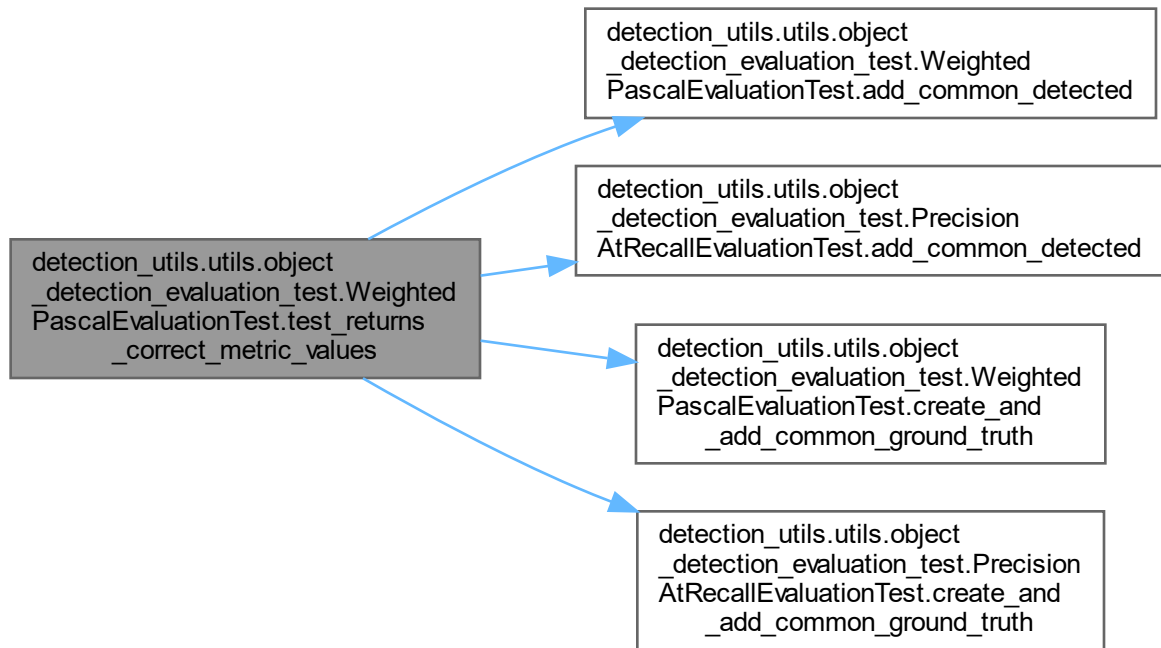 detection_utils.utils.object
_detection_evaluation_test.Weighted
PascalEvaluationTest.test_returns
_correct_metric_values
detection_utils.utils.object
_detection_evaluation_test.Weighted
PascalEvaluationTest.add_common_detected
detection_utils.utils.object
_detection_evaluation_test.Precision
AtRecallEvaluationTest.add_common_detected
detection_utils.utils.object
_detection_evaluation_test.Weighted
PascalEvaluationTest.create_and
_add_common_ground_truth
detection_utils.utils.object
_detection_evaluation_test.Precision
AtRecallEvaluationTest.create_and
_add_common_ground_truth